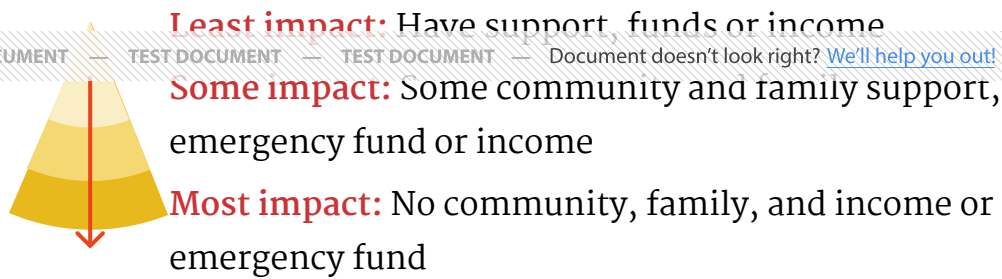 Least impact: Have support, funds or income
CUMENT — TEST DOCUMENT — TEST DOCUMENT — Document doesn't look right? We'll help you out!
Some impact: Some community and family support,
emergency fund or income
Most impact: No community, family, and income or
emergency fund